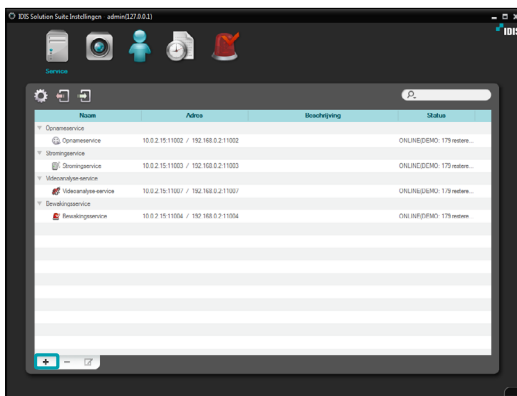 IDIS Solution Suite Instellingen admin(127.0.0.1)
IDIS
Service
Naam Adres Beschrijving Status
Opnameservice
Opnameservice 10.0.2.15:11002 / 192.168.0.2:11002 ONLINE(DEMO: 179 restere...
Stromingservice
Stromingservice 10.0.2.15:11003 / 192.168.0.2:11003 ONLINE(DEMO: 179 restere...
Videoanalyse-service
Videoanalyse-service 10.0.2.15:11007 / 192.168.0.2:11007 ONLINE(DEMO: 179 restere...
Bewakingsservice
Bewakingsservice 10.0.2.15:11004 / 192.168.0.2:11004 ONLINE(DEMO: 179 restere...